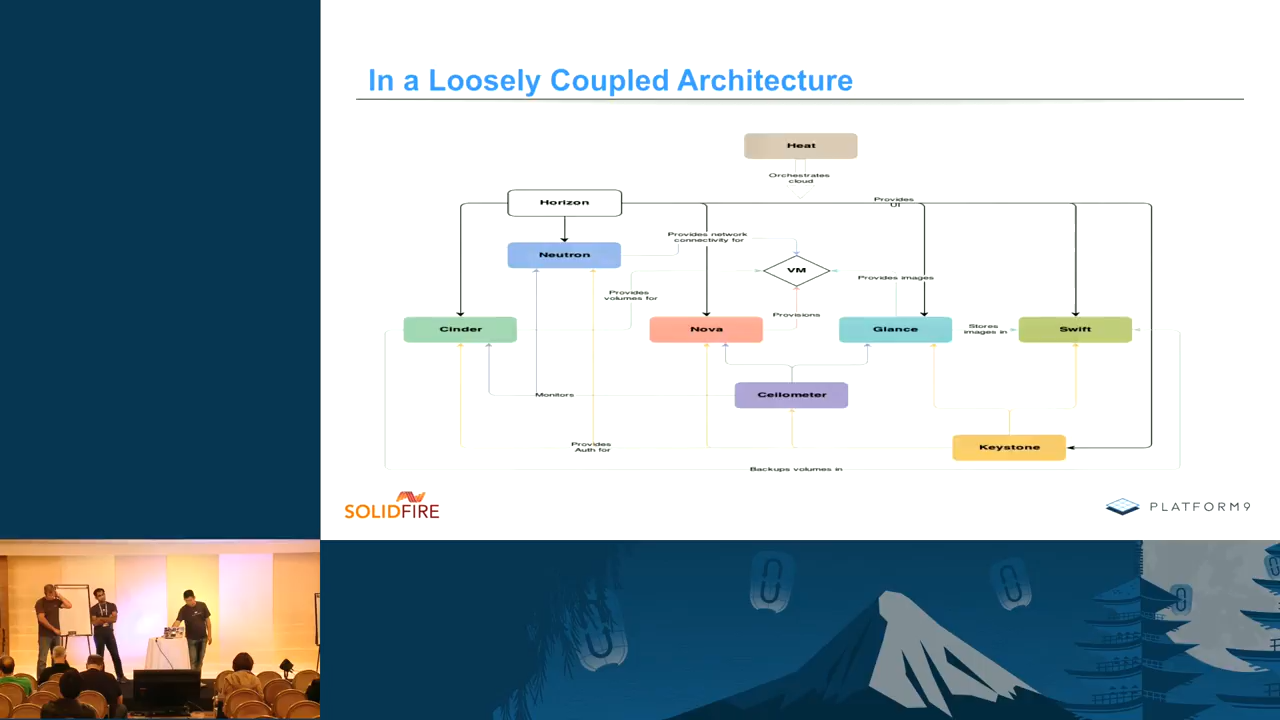 In a Loosely Coupled Architecture
Heat
Orchestrates
cloud
Horizon
Provides
UI
Provides network
connectivity for
Neutron
VM
Provides images
Provides
volumes for
Provisions
Cinder
Nova
Glance
Stores
images in
Swift
Monitors
Ceilometer
Provides
Auth for
Keystone
Backups volumes in
SOLIDFIRE
PLATFORM9